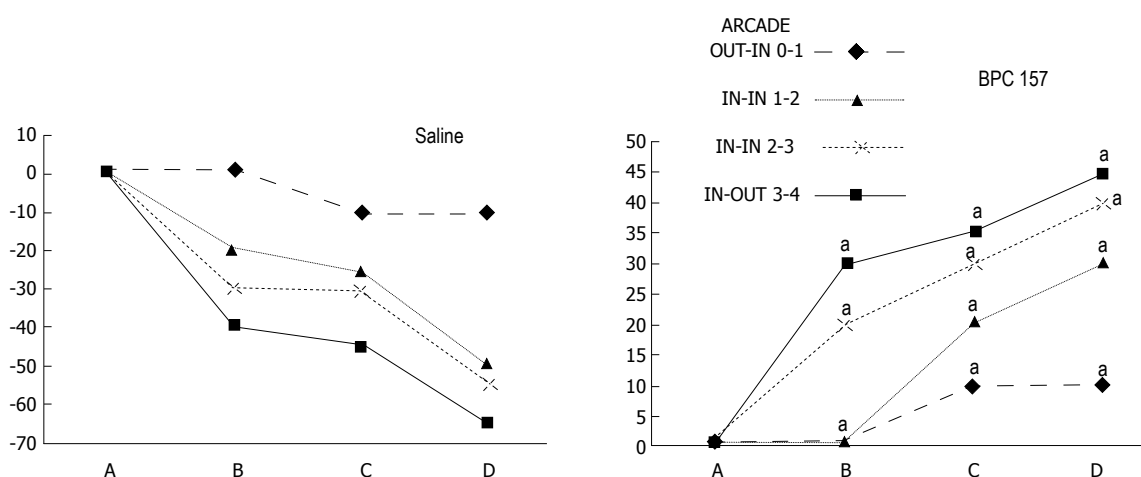 ARCADE
OUT-IN 0-1
IN-IN 1-2
IN-IN 2-3
IN-OUT 3-4
Saline
10
0
-10
-20
-30
-40
-50
-60
-70
A B C D
BPC 157
50
45
40
35
30
25
20
15
10
5
0
a
a
a
a
a
a
a
a
a
a
a
A B C D